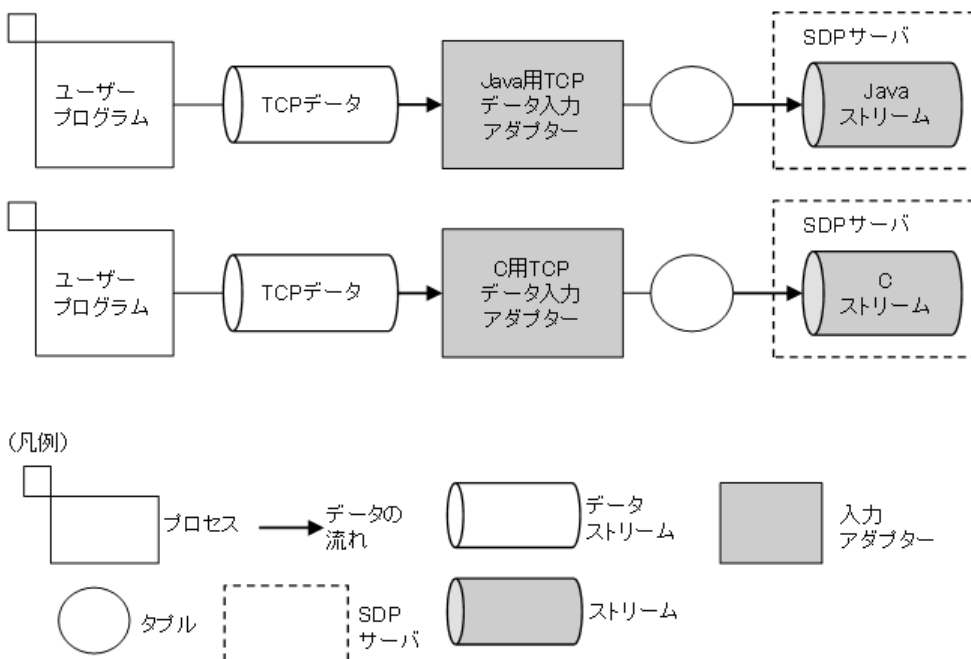 SDPサーバ
ユーザー
プログラム
TCPデータ
Java用TCP
データ入力
アダプター
Java
ストリーム
SDPサーバ
ユーザー
プログラム
TCPデータ
C用TCP
データ入力
アダプター
C
ストリーム
(凡例)
プロセス
データの
流れ
データ
ストリーム
入力
アダプター
タプル
SDP
サーバ
ストリーム